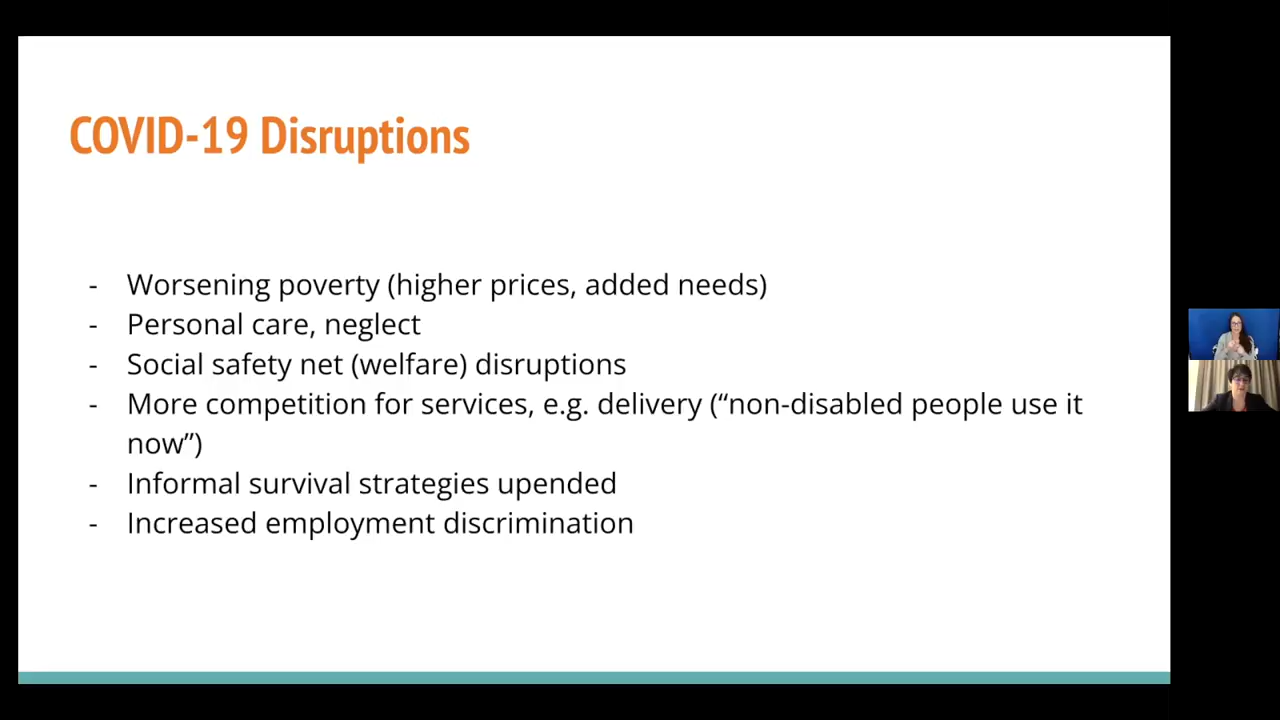 COVID-19 Disruptions
- Worsening poverty (higher prices, added needs)
- Personal care, neglect
- Social safety net (welfare) disruptions
- More competition for services, e.g. delivery (“non-disabled people use it
now”)
- Informal survival strategies upended
- Increased employment discrimination